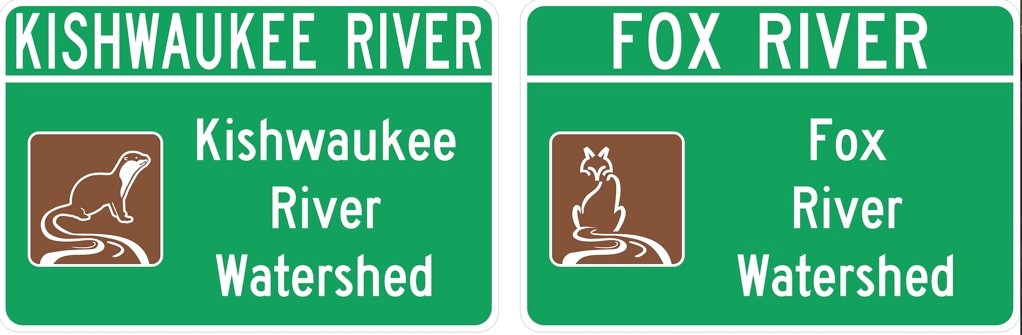 KISHWAUKEE RIVER
Kishwaukee
River
Watershed
FOX RIVER
Fox
River
Watershed